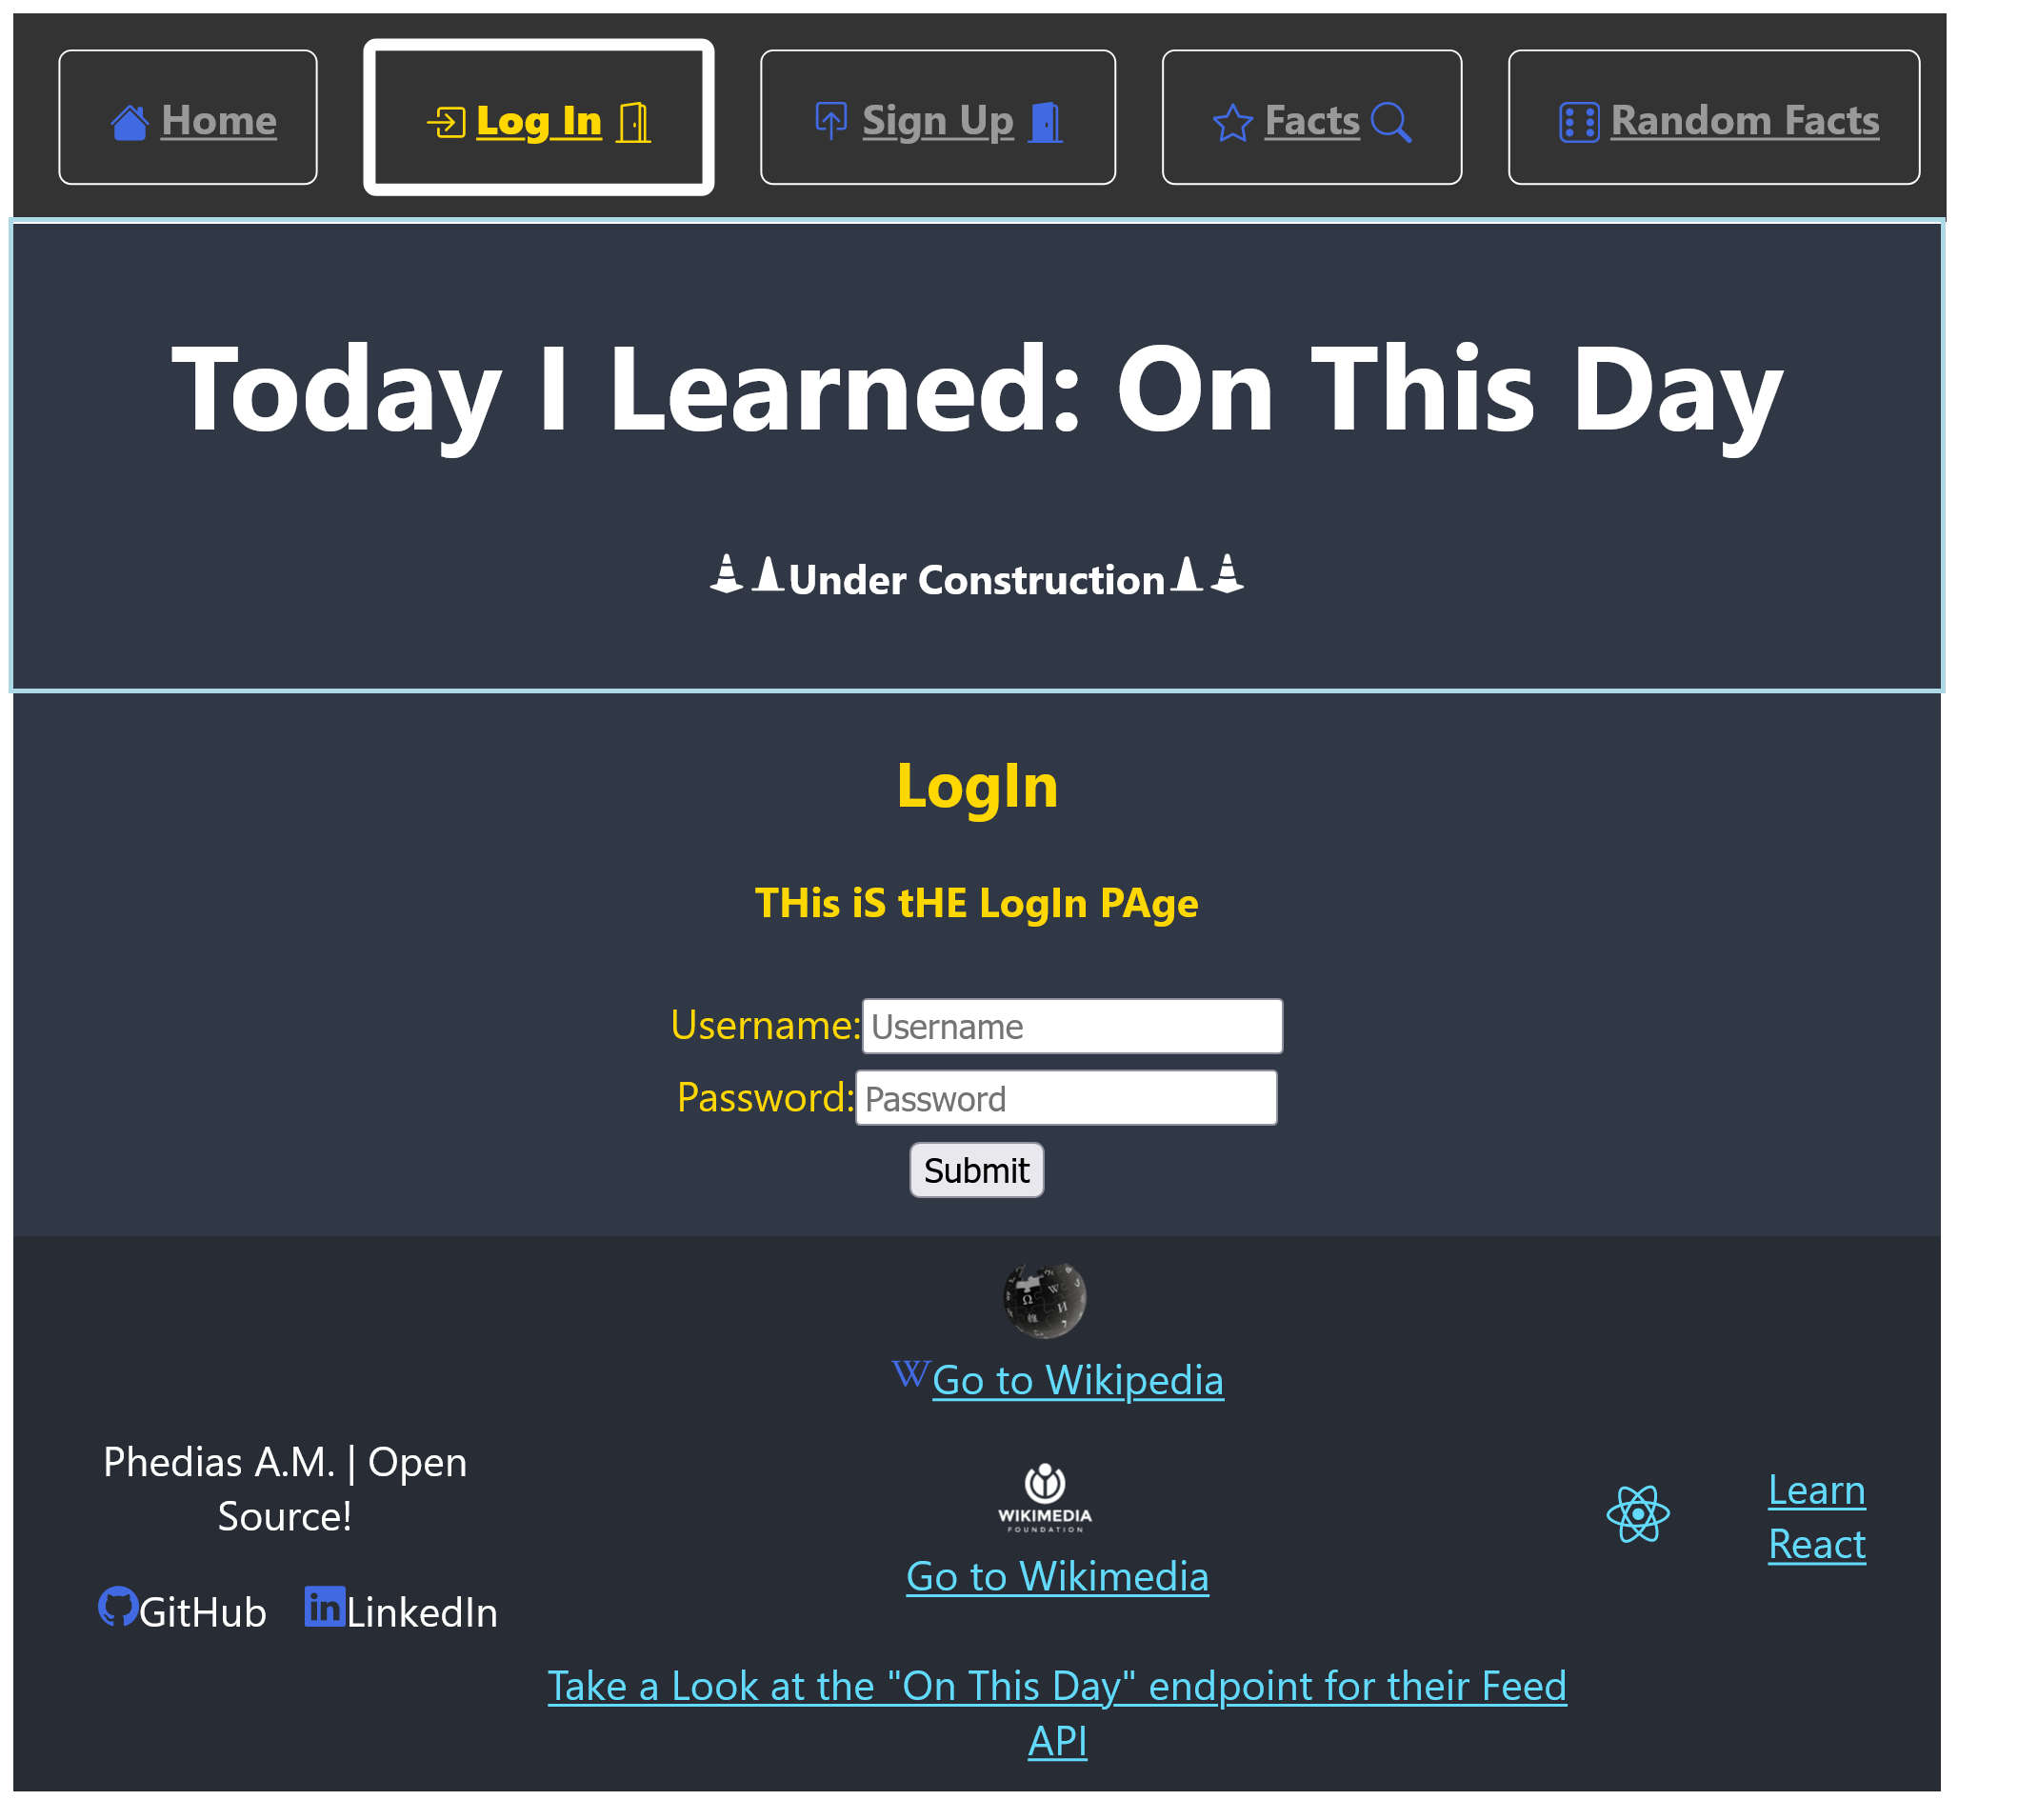 Home Log In Sign Up Facts Random Facts
Today I Learned: On This Day
Under Construction
LogIn
THis iS tHE LogIn PAge
Username: Username
Password: Password
Submit
W Go to Wikipedia
Phedias A.M. | Open
Source!
GitHub LinkedIn
WIKIMEDIA
FOUNDATION
Go to Wikimedia
Learn
React
Take a Look at the "On This Day" endpoint for their Feed
API